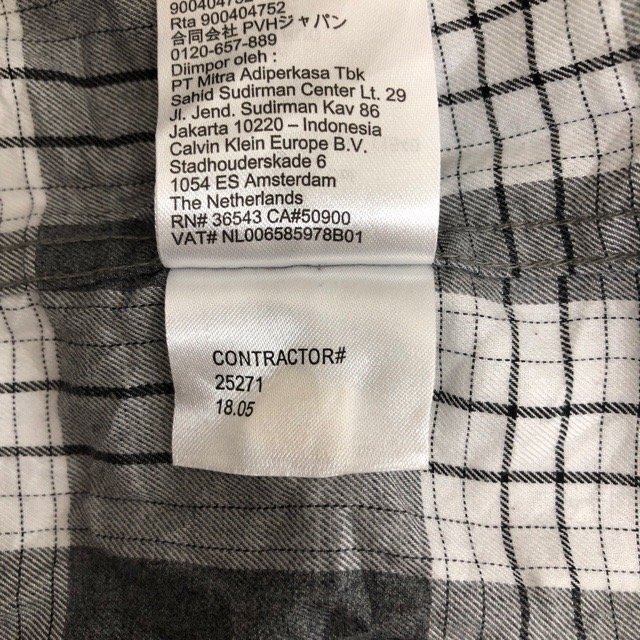 Rta 900404752
合同会社 PVHジャパン
0120-657-889
Diimpor oleh :
PT Mitra Adiperkasa Tbk
Sahid Sudirman Center Lt. 29
Jl. Jend. Sudirman Kav 86
Jakarta 10220 – Indonesia
Calvin Klein Europe B.V.
Stadhouderskade 6
1054 ES Amsterdam
The Netherlands
RN# 36543 CA#50900
VAT# NL006585978B01
CONTRACTOR#
25271
18.05